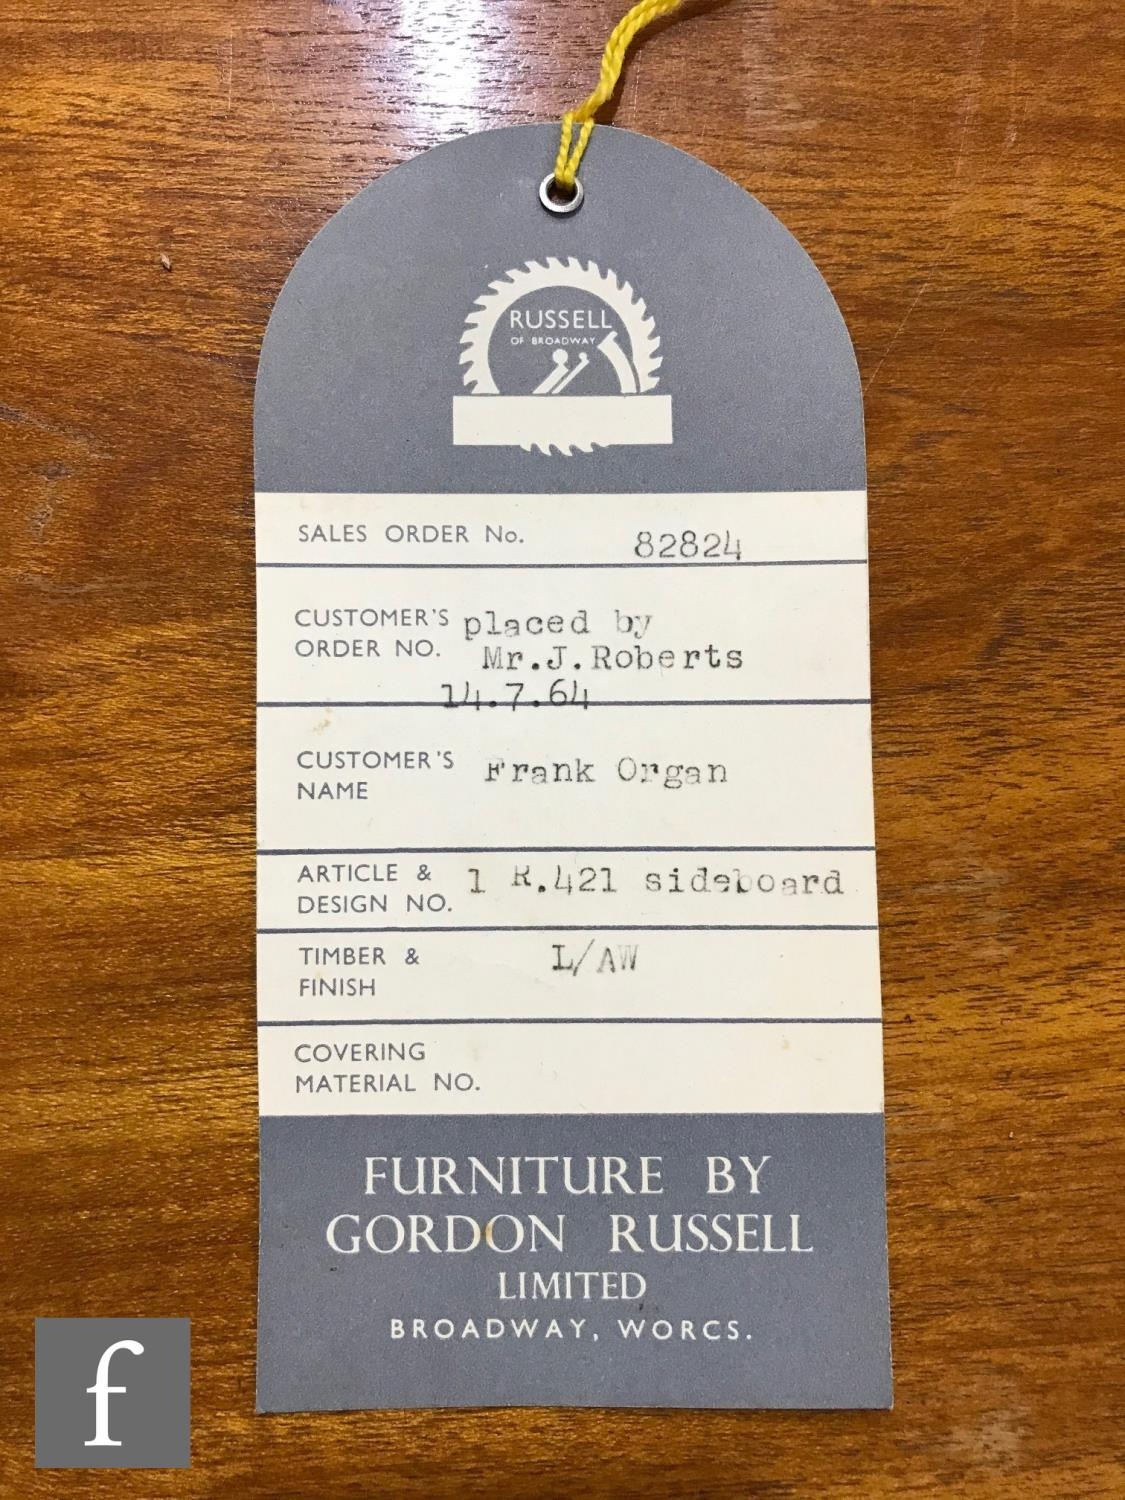 RUSSELL
OF BROADWAY
SALES ORDER No. 82824
CUSTOMER'S placed by
ORDER NO. Mr.J.Roberts
14.7.64
CUSTOMER'S Frank Organ
NAME
ARTICLE & 1 R.421 sideboard
DESIGN NO.
TIMBER & L/AW
FINISH
COVERING
MATERIAL NO.
FURNITURE BY
GORDON RUSSELL
LIMITED
BROADWAY, WORCS.
f